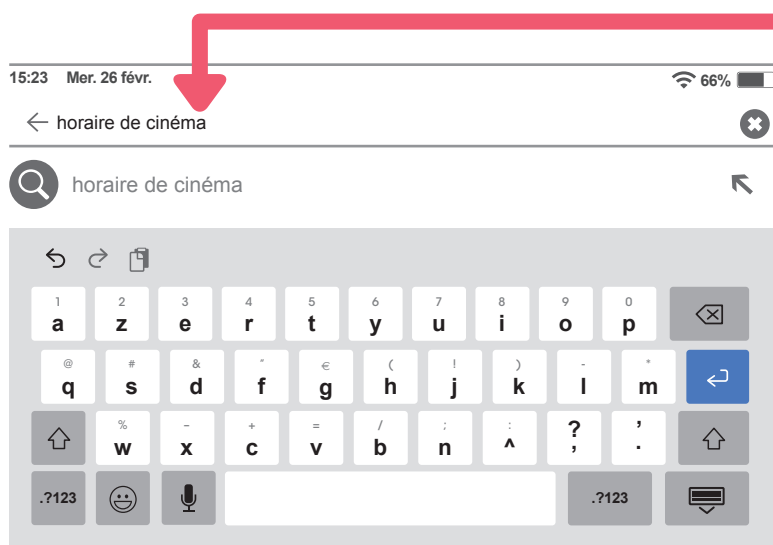 15:23 Mer. 26 févr. 66%
horaire de cinéma
horaire de cinéma
1 2 3 4 5 6 7 8 9 0
a z e r t y u i o p
@ # & " € ( ! ) - *
q s d f g h j k l m
% - + = / ; : ? '
w x c v b n ^ , .
.?123 .?123